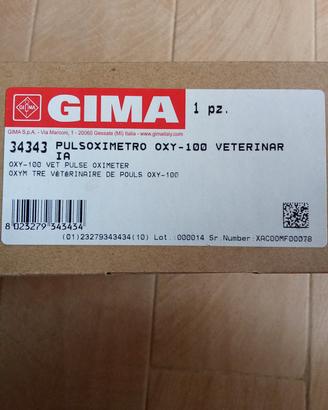 GIMA
1 pz.
GIMA S.p.A. - Via Marconi, 1 - 20060 Gessate (MI) Italia - www.gimaitaly.com
34343 PULSOXIMETRO OXY-100 VETERINAR
IA
OXY-100 VET PULSE OXIMETER
OXYM TRE VÉTÉRINAIRE DE POULS OXY-100
8 023279 343434
(01)23279343434(10) Lot.:000014 Sr.Number:XAC00MF00078